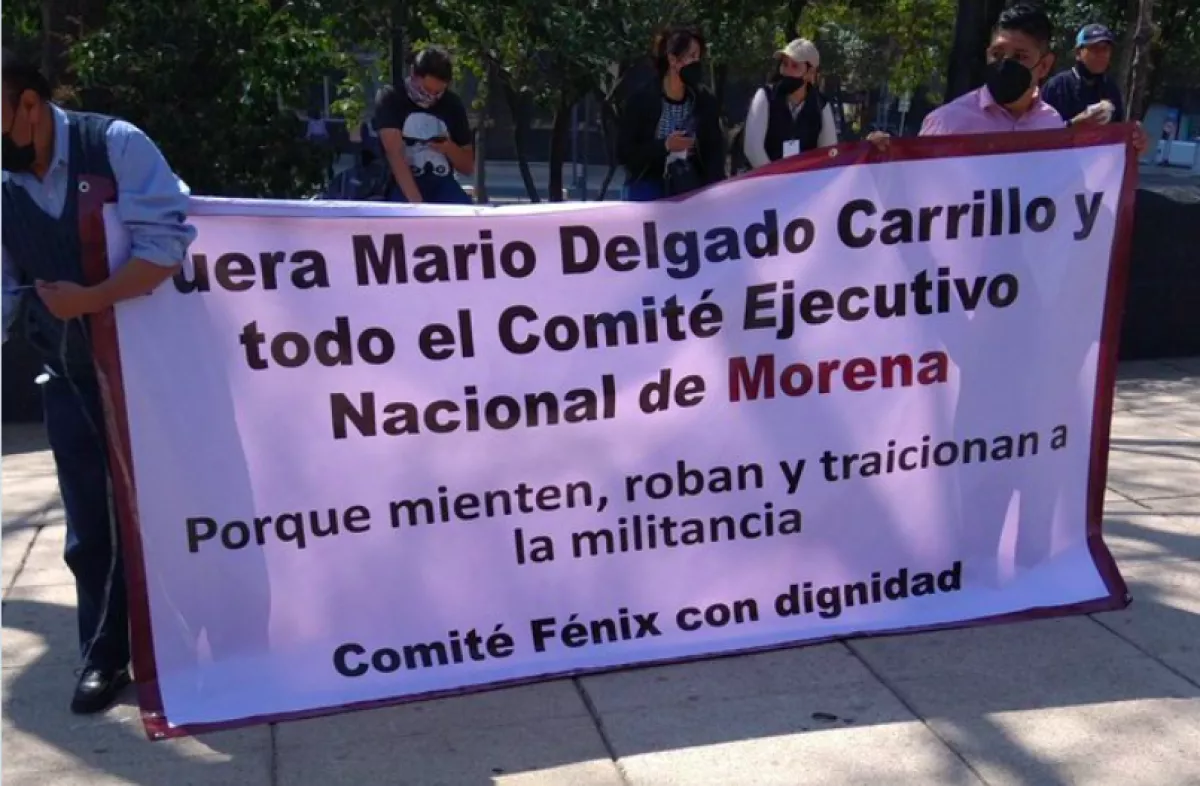 Fuera Mario Delgado Carrillo y
todo el Comité Ejecutivo
Nacional de Morena
Porque mienten, roban y traicionan a
la militancia
Comité Fénix con dignidad